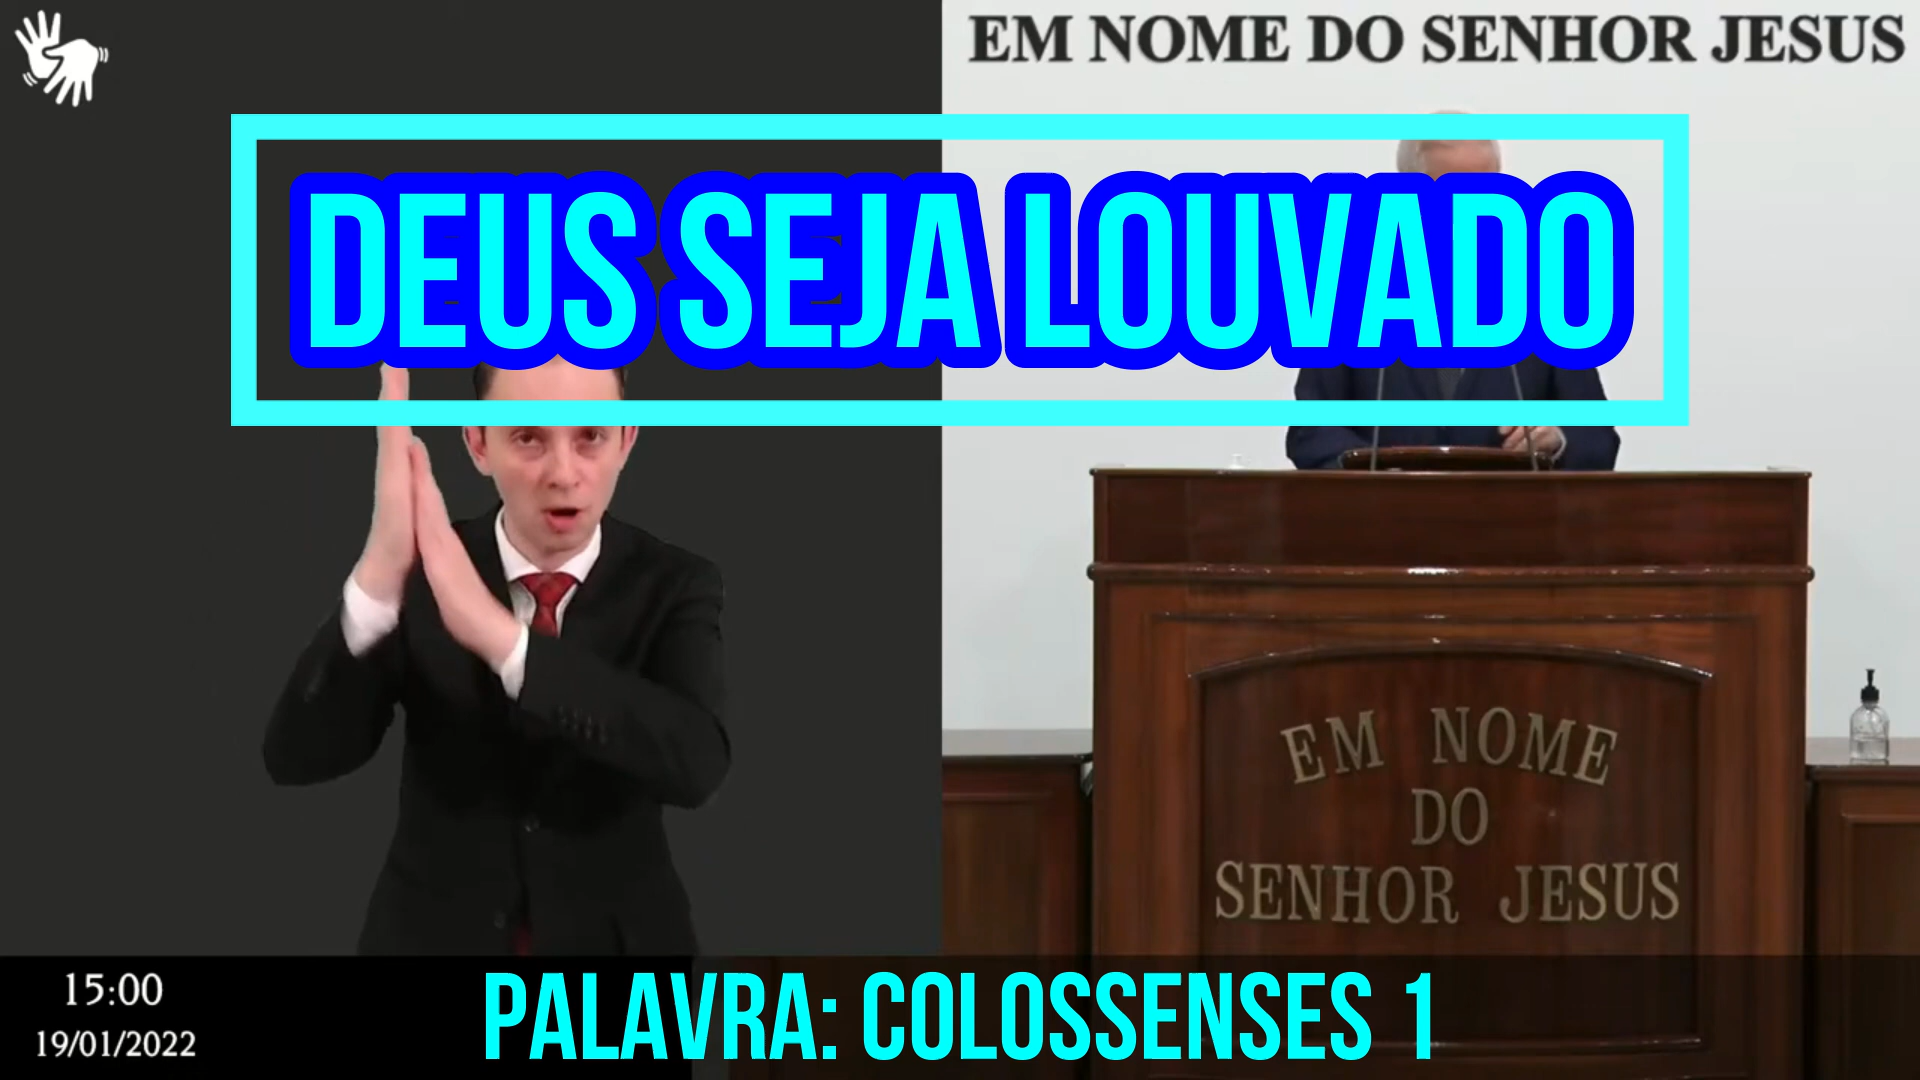 EM NOME DO SENHOR JESUS
DEUS SEJA LOUVADO
EM NOME
DO
SENHOR JESUS
15:00
19/01/2022
PALAVRA: COLOSSENSES 1